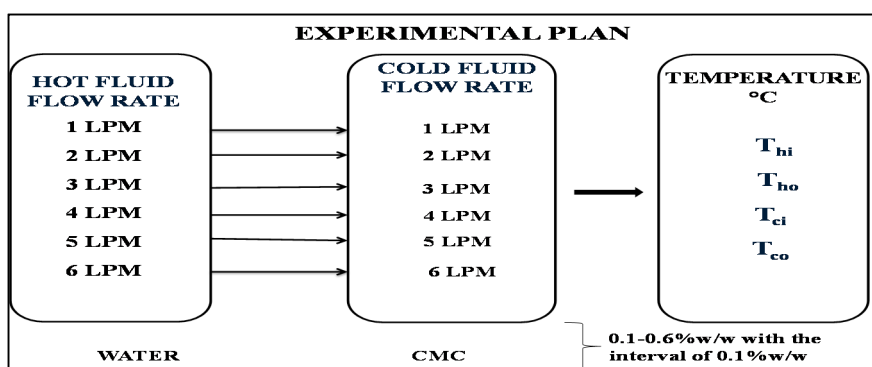 EXPERIMENTAL PLAN
HOT FLUID
FLOW RATE
1 LPM
2 LPM
3 LPM
4 LPM
5 LPM
6 LPM
COLD FLUID
FLOW RATE
1 LPM
2 LPM
3 LPM
4 LPM
5 LPM
6 LPM
TEMPERATURE
°C
Thi
Tho
Tci
Tco
WATER
CMC
0.1-0.6%w/w with the
interval of 0.1%w/w